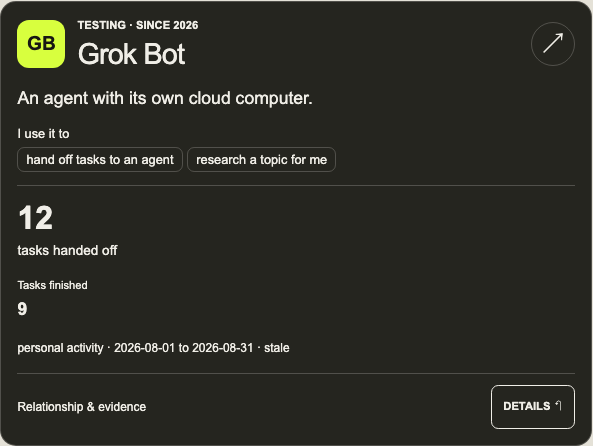 GB
TESTING · SINCE 2026
Grok Bot
An agent with its own cloud computer.
I use it to
hand off tasks to an agent
research a topic for me
12
tasks handed off
Tasks finished
9
personal activity · 2026-08-01 to 2026-08-31 · stale
Relationship & evidence
DETAILS